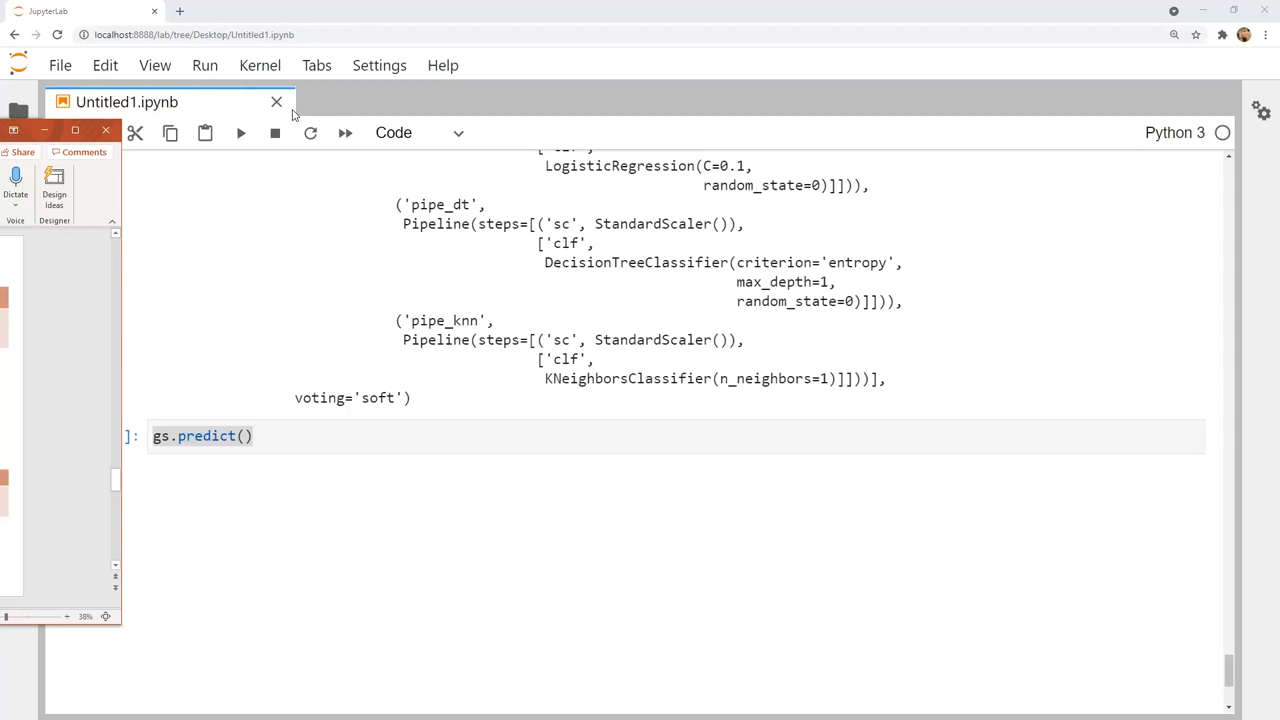 JupyterLab
localhost:8888/lab/tree/Desktop/Untitled1.ipynb
File Edit View Run Kernel Tabs Settings Help
Untitled1.ipynb
Code Python 3
Share Comments
Dictate Design Ideas
Voice Designer
38%
LogisticRegression(C=0.1,
random_state=0)]])),
('pipe_dt',
Pipeline(steps=[('sc', StandardScaler()),
['clf',
DecisionTreeClassifier(criterion='entropy',
max_depth=1,
random_state=0)]])),
('pipe_knn',
Pipeline(steps=[('sc', StandardScaler()),
['clf',
KNeighborsClassifier(n_neighbors=1)]]))],
voting='soft')
]: gs.predict()